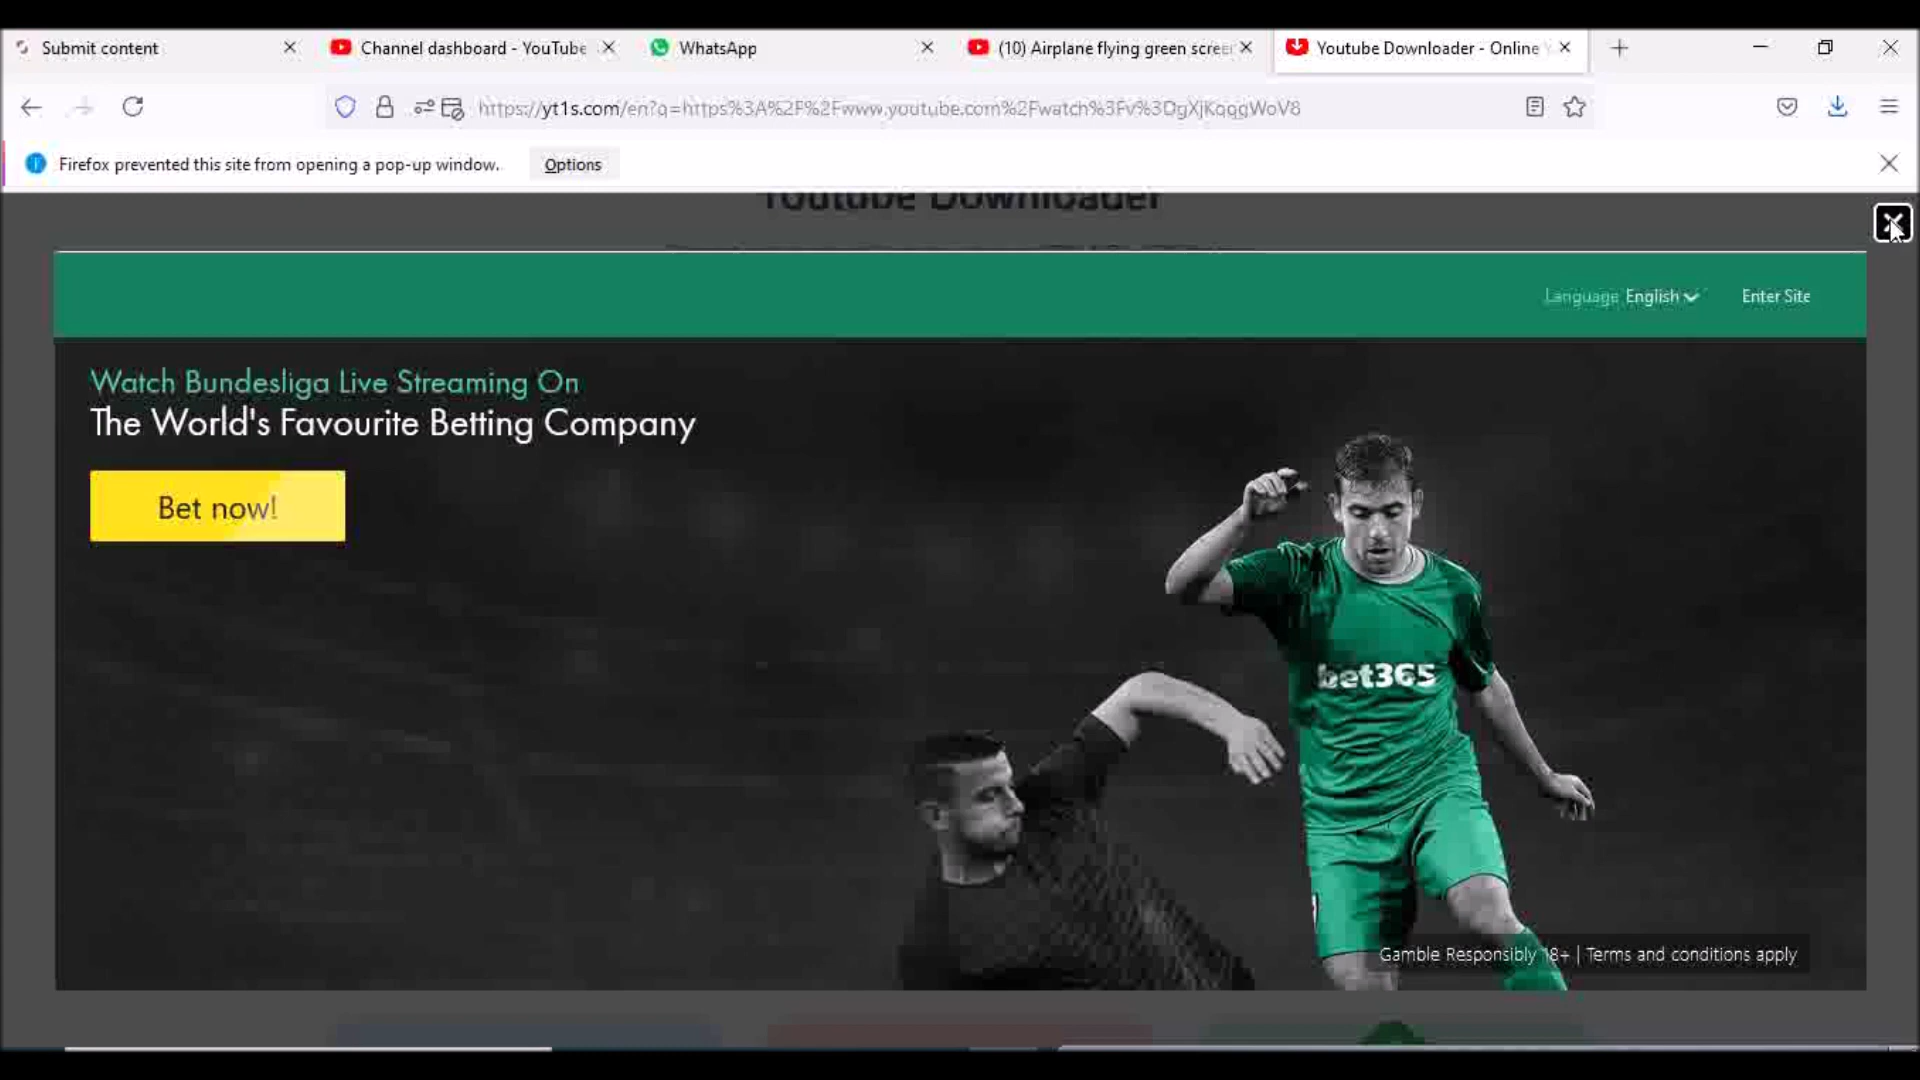 Submit content
Channel dashboard - YouTube
WhatsApp
(10) Airplane flying green screen
Youtube Downloader - Online Y
https://yt1s.com/en?q=https%3A%2F%2Fwww.youtube.com%2Fwatch%3Fv%3DgXjKqqgWoV8
Firefox prevented this site from opening a pop-up window.
Options
Youtube Downloader
Language English
Enter Site
Watch Bundesliga Live Streaming On
The World's Favourite Betting Company
Bet now!
bet365
Gamble Responsibly 18+ | Terms and conditions apply